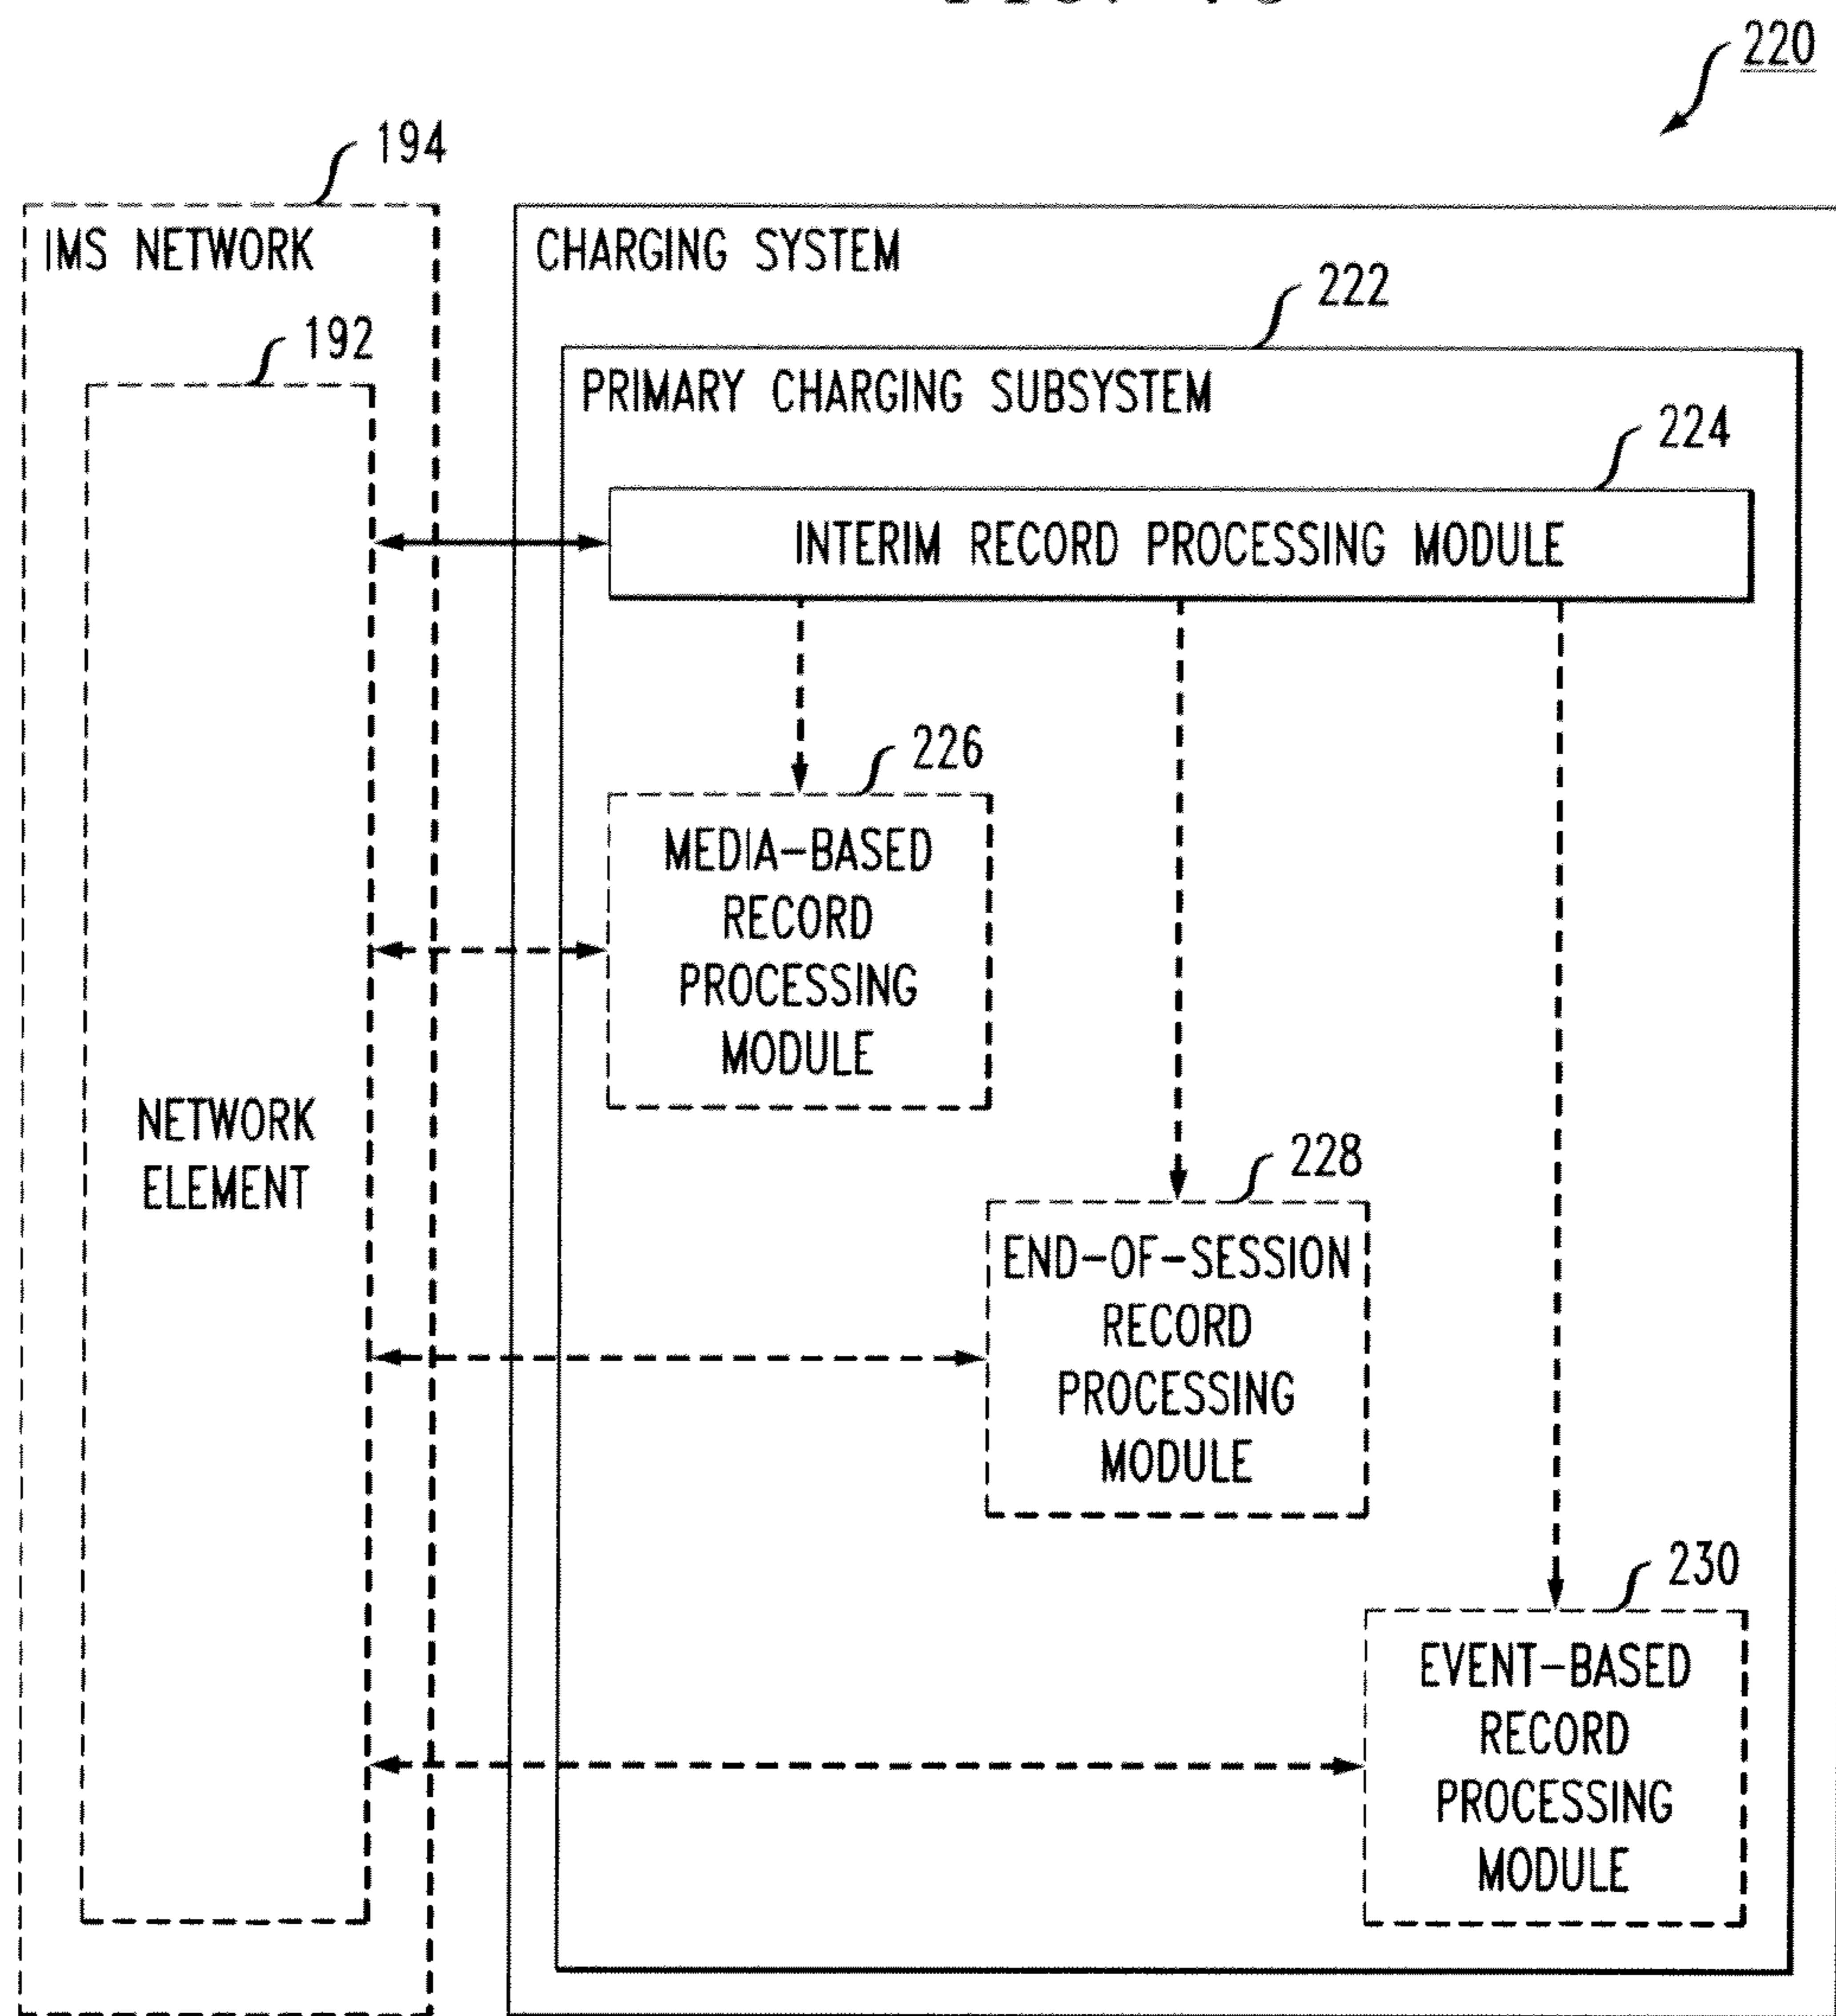 220
194
IMS NETWORK
CHARGING SYSTEM
222
192
PRIMARY CHARGING SUBSYSTEM
224
INTERIM RECORD PROCESSING MODULE
226
MEDIA-BASED
RECORD
PROCESSING
MODULE
NETWORK
ELEMENT
228
END-OF-SESSION
RECORD
PROCESSING
MODULE
230
EVENT-BASED
RECORD
PROCESSING
MODULE